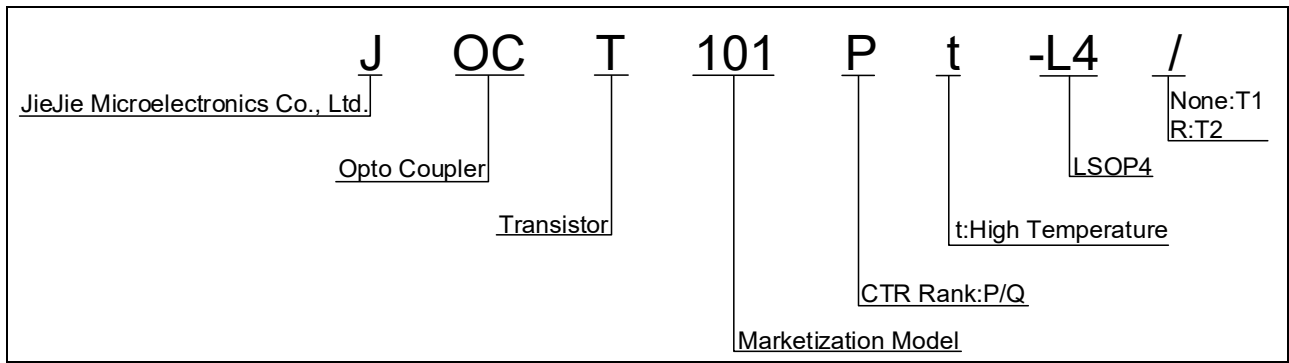 J OC T 101 P t -L4 /
JieJie Microelectronics Co., Ltd.
None:T1
R:T2
Opto Coupler
LSOP4
Transistor
t:High Temperature
CTR Rank:P/Q
Marketization Model